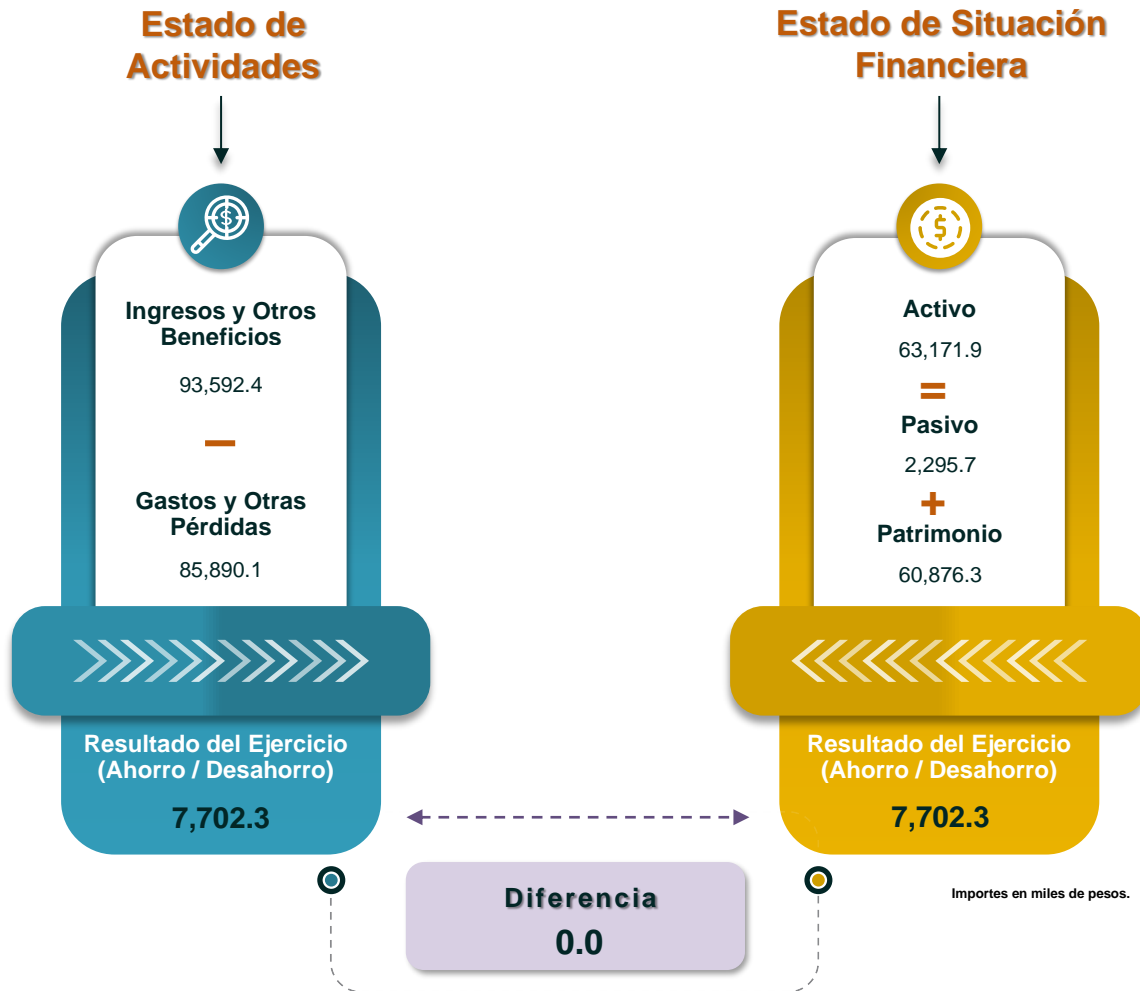 Estado de
Actividades
$
Ingresos y Otros
Beneficios
93,592.4
−
Gastos y Otras
Pérdidas
85,890.1
Resultado del Ejercicio
(Ahorro / Desahorro)
7,702.3
Estado de Situación
Financiera
$
Activo
63,171.9
=
Pasivo
2,295.7
+
Patrimonio
60,876.3
Resultado del Ejercicio
(Ahorro / Desahorro)
7,702.3
Diferencia
0.0
Importes en miles de pesos.